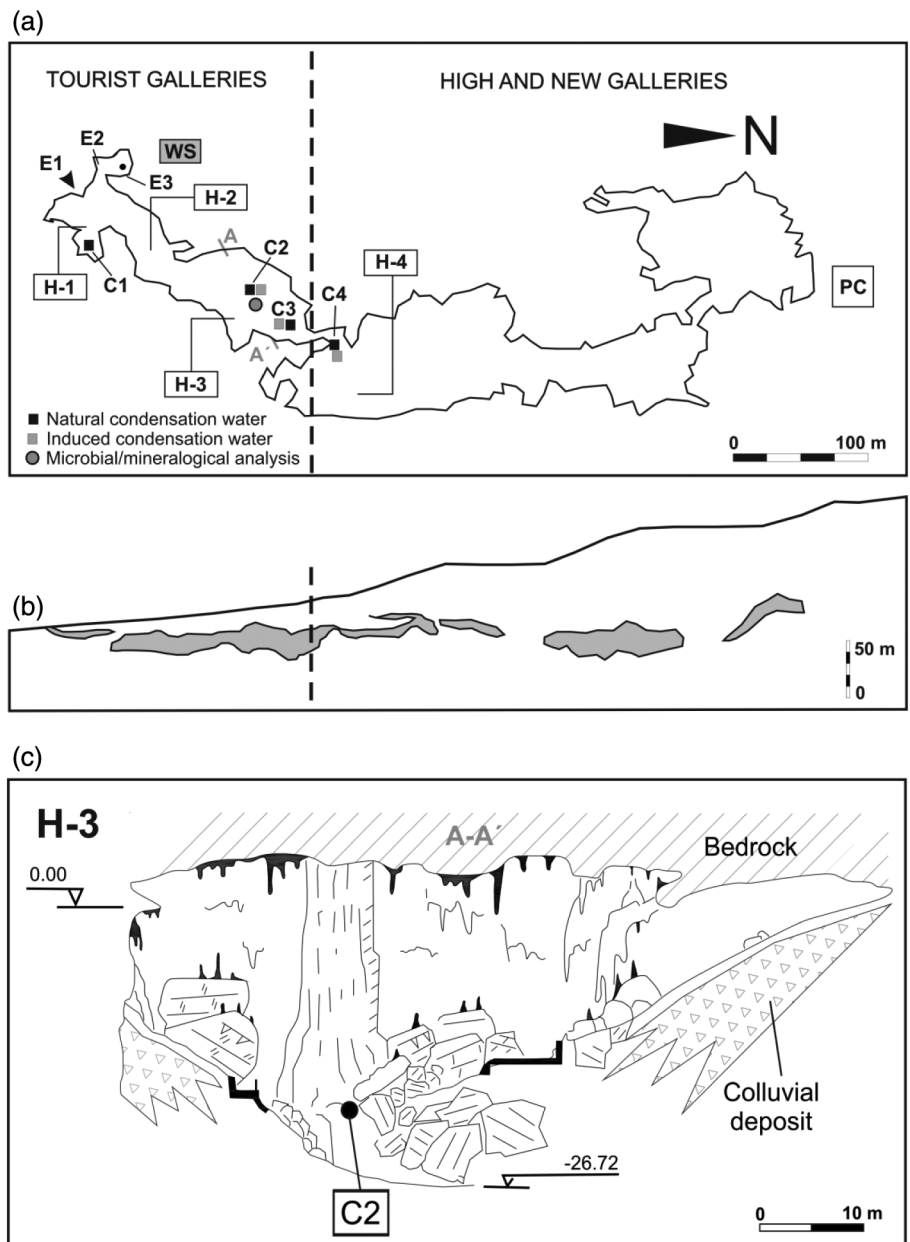 (a)
TOURIST GALLERIES
HIGH AND NEW GALLERIES
N
E2
WS
E1
E3
H-2
A
C2
H-4
H-1
C1
C3
C4
PC
A´
H-3
Natural condensation water
Induced condensation water
Microbial/mineralogical analysis
0 100 m
(b)
50 m
0
(c)
H-3
A-A´
Bedrock
0.00
Colluvial
deposit
-26.72
C2
0 10 m